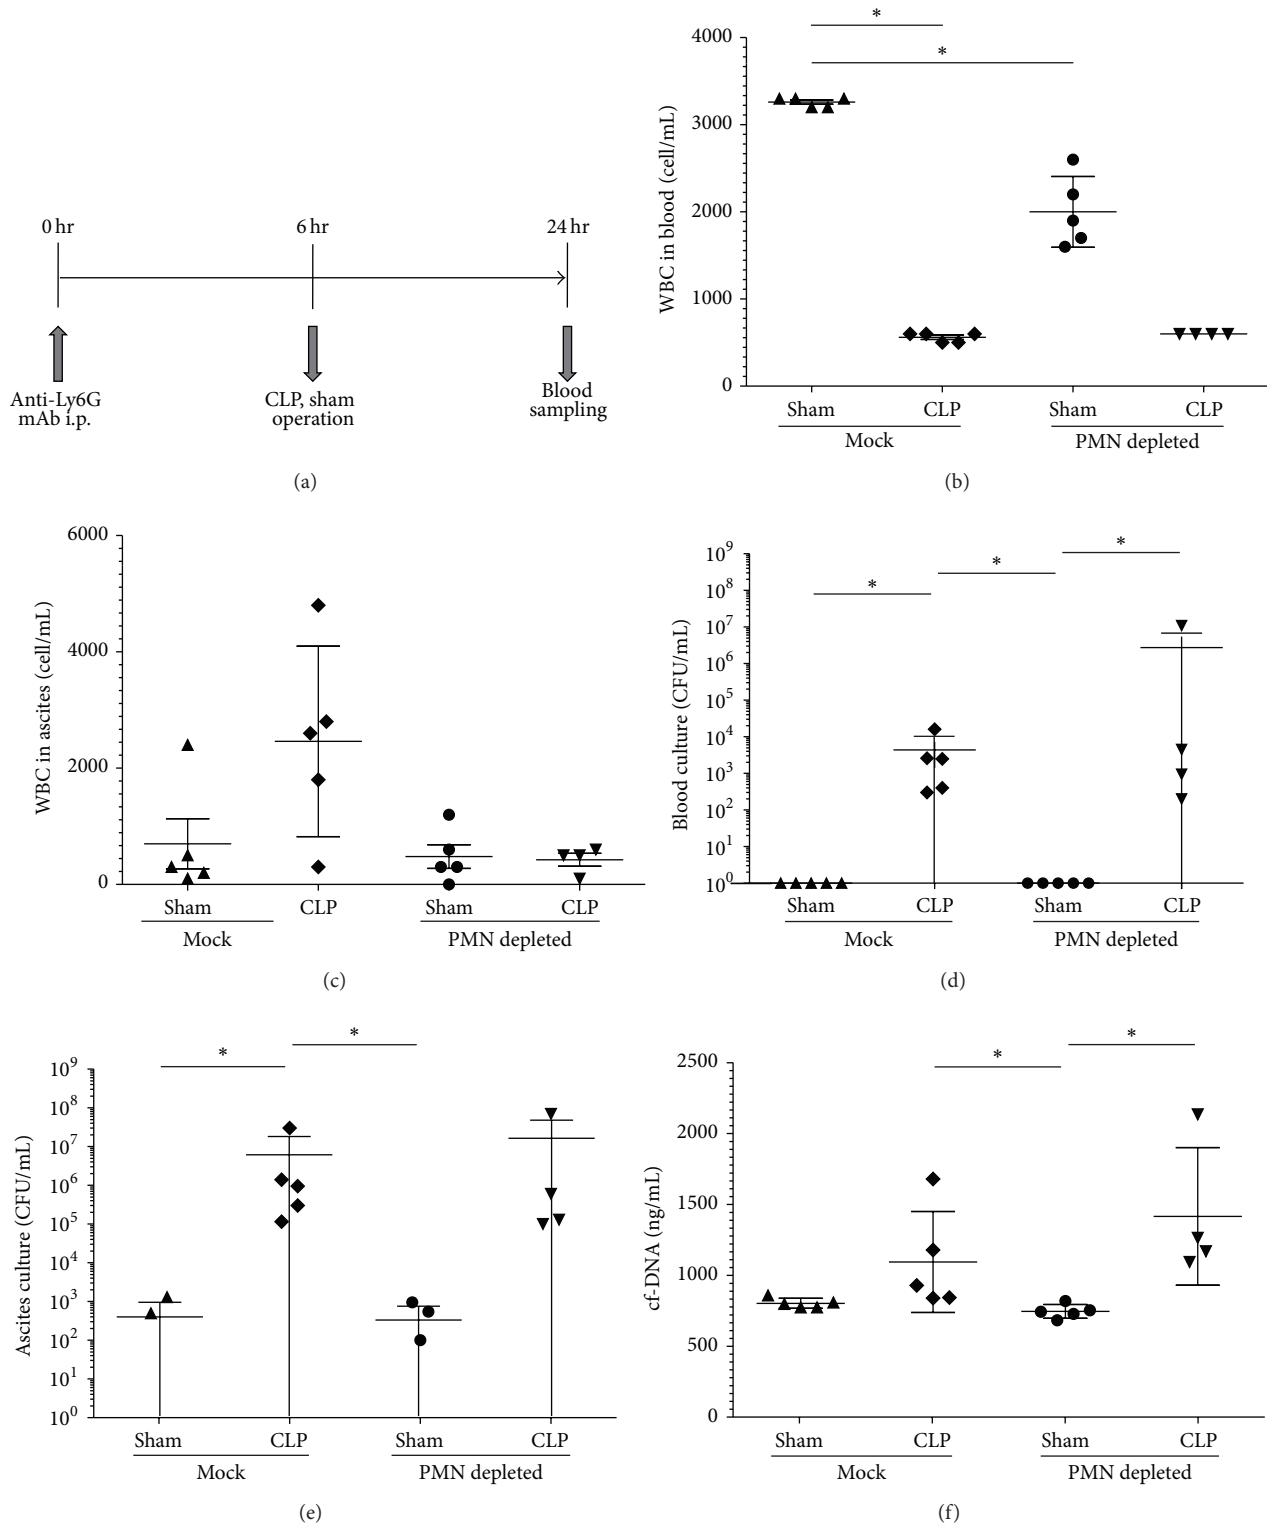 0 hr
6 hr
24 hr
Anti-Ly6G
mAb i.p.
CLP, sham
operation
Blood
sampling
(a)
*
*
WBC in blood (cell/mL)
4000
3000
2000
1000
0
Sham
CLP
Sham
CLP
Mock
PMN depleted
(b)
WBC in ascites (cell/mL)
6000
4000
2000
0
Sham
CLP
Sham
CLP
Mock
PMN depleted
(c)
*
*
*
Blood culture (CFU/mL)
10⁹
10⁸
10⁷
10⁶
10⁵
10⁴
10³
10²
10¹
10⁰
Sham
CLP
Sham
CLP
Mock
PMN depleted
(d)
*
*
Ascites culture (CFU/mL)
10⁹
10⁸
10⁷
10⁶
10⁵
10⁴
10³
10²
10¹
10⁰
Sham
CLP
Sham
CLP
Mock
PMN depleted
(e)
*
*
cf-DNA (ng/mL)
2500
2000
1500
1000
500
0
Sham
CLP
Sham
CLP
Mock
PMN depleted
(f)